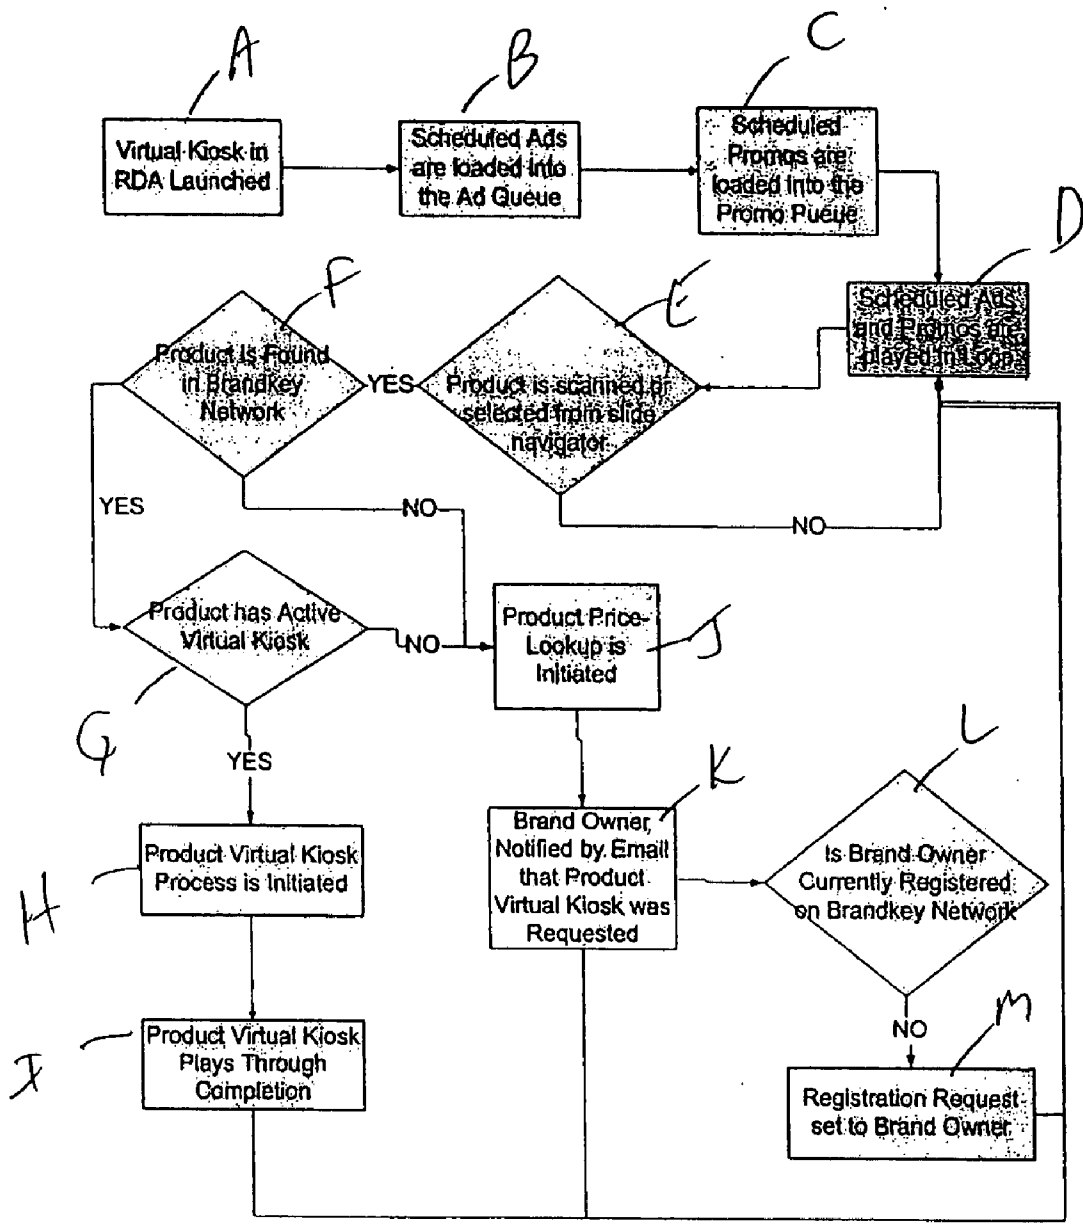 A
B
C
Virtual Kiosk in
RDA Launched
Scheduled Ads
are loaded into
the Ad Queue
Scheduled
Promos are
loaded into the
Promo Pueue
D
Scheduled Ads
and Promos are
played in Loop
E
F
Product is Found
in Brandkey
Network
YES
Product is scanned or
selected from slide
navigator
YES
NO
NO
Product has Active
Virtual Kiosk
NO
Product Price-
Lookup is
Initiated
J
G
YES
K
L
Product Virtual Kiosk
Process is Initiated
H
Brand Owner,
Notified by Email
that Product
Virtual Kiosk was
Requested
Is Brand Owner
Currently Registered
on Brandkey Network
NO
M
Product Virtual Kiosk
Plays Through
Completion
I
Registration Request
set to Brand Owner